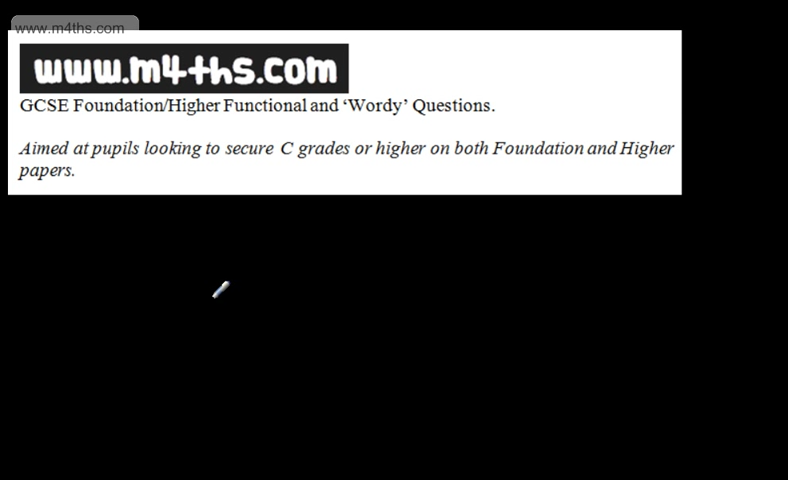 www.m4ths.com
www.m4ths.com
GCSE Foundation/Higher Functional and ‘Wordy’ Questions.
Aimed at pupils looking to secure C grades or higher on both Foundation and Higher
papers.